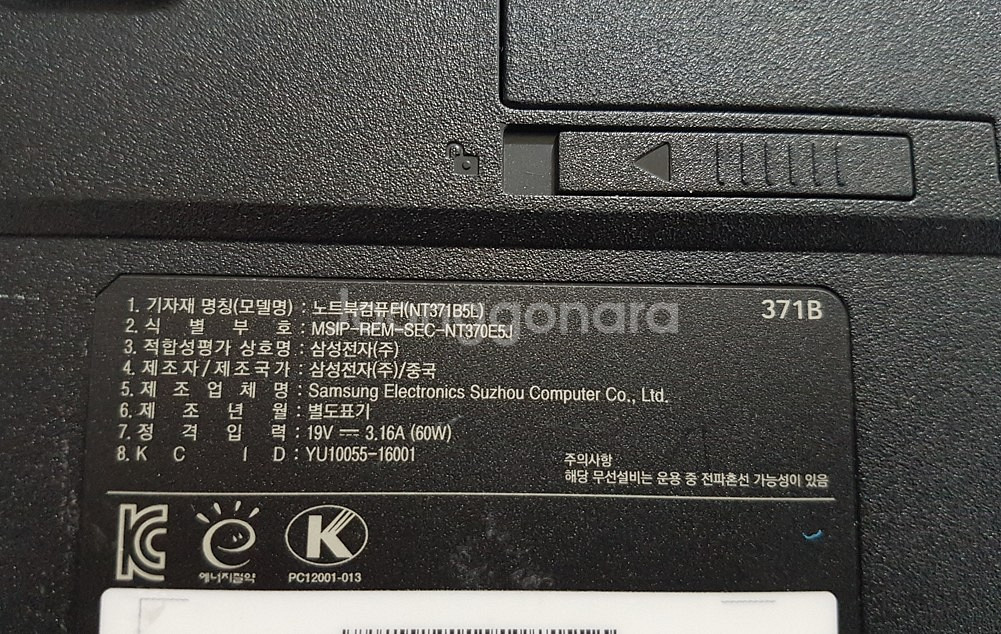 371B
1. 기자재 명칭(모델명) : 노트북컴퓨터(NT371B5L)
2. 식 별 부 호 : MSIP-REM-SEC-NT370E5J
3. 적합성평가 상호명 : 삼성전자(주)
4. 제조자/제조국가 : 삼성전자(주)/중국
5. 제 조 업 체 명 : Samsung Electronics Suzhou Computer Co., Ltd.
6. 제 조 년 월 : 별도표기
7. 정 격 입 력 : 19V ⎓ 3.16A (60W)
8. K C I D : YU10055-16001
주의사항
해당 무선설비는 운용 중 전파혼선 가능성이 있음
KC
에너지절약
K
PC12001-013